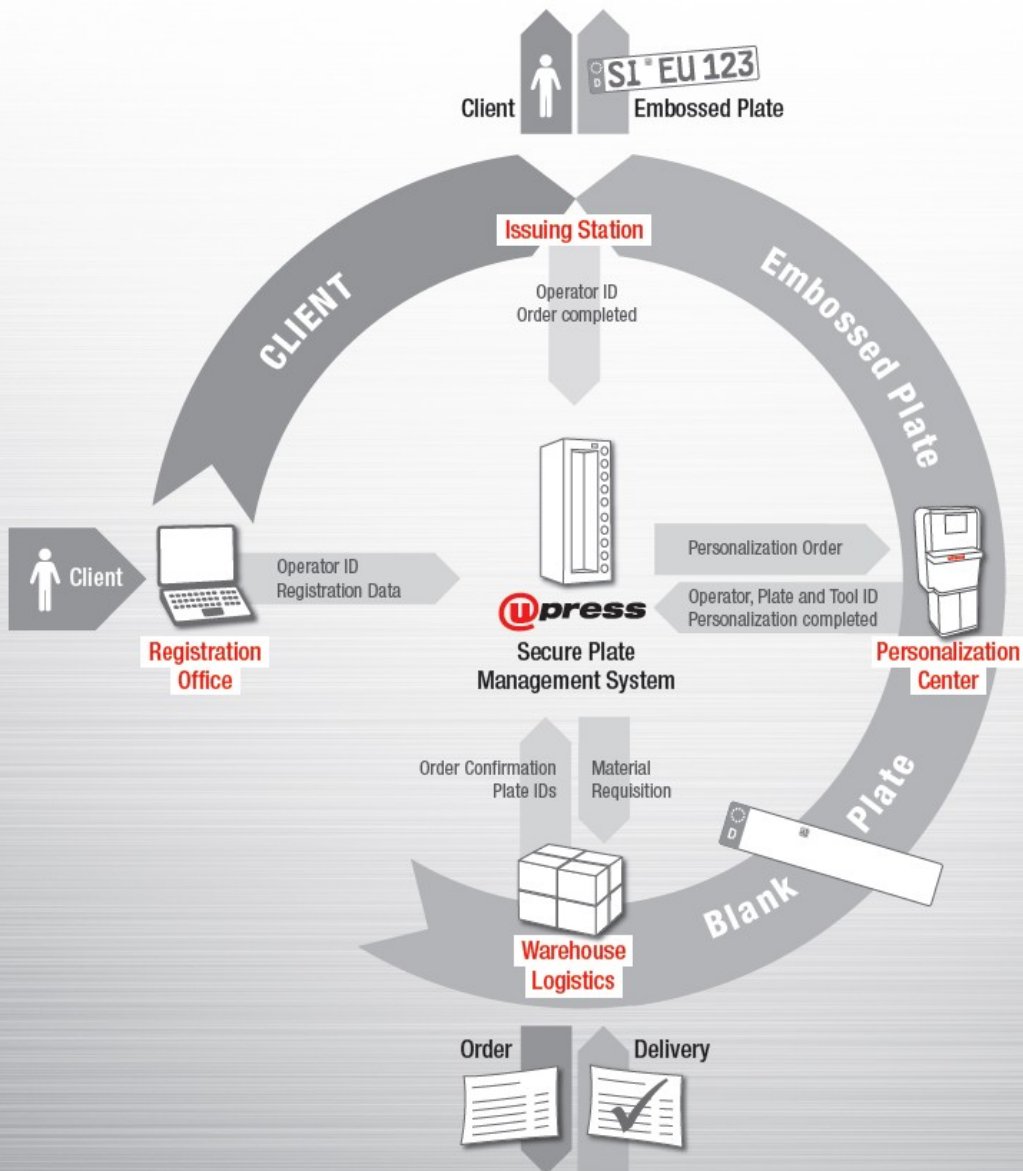 SI EU 123
D
Client
Embossed Plate
Issuing Station
CLIENT
Embossed Plate
Operator ID
Order completed
Client
Operator ID
Registration Data
Personalization Order
Operator, Plate and Tool ID
Personalization completed
Registration
Office
@upress
Secure Plate
Management System
Personalization
Center
Order Confirmation
Plate IDs
Material
Requisition
D
Blank Plate
Warehouse
Logistics
Order
Delivery